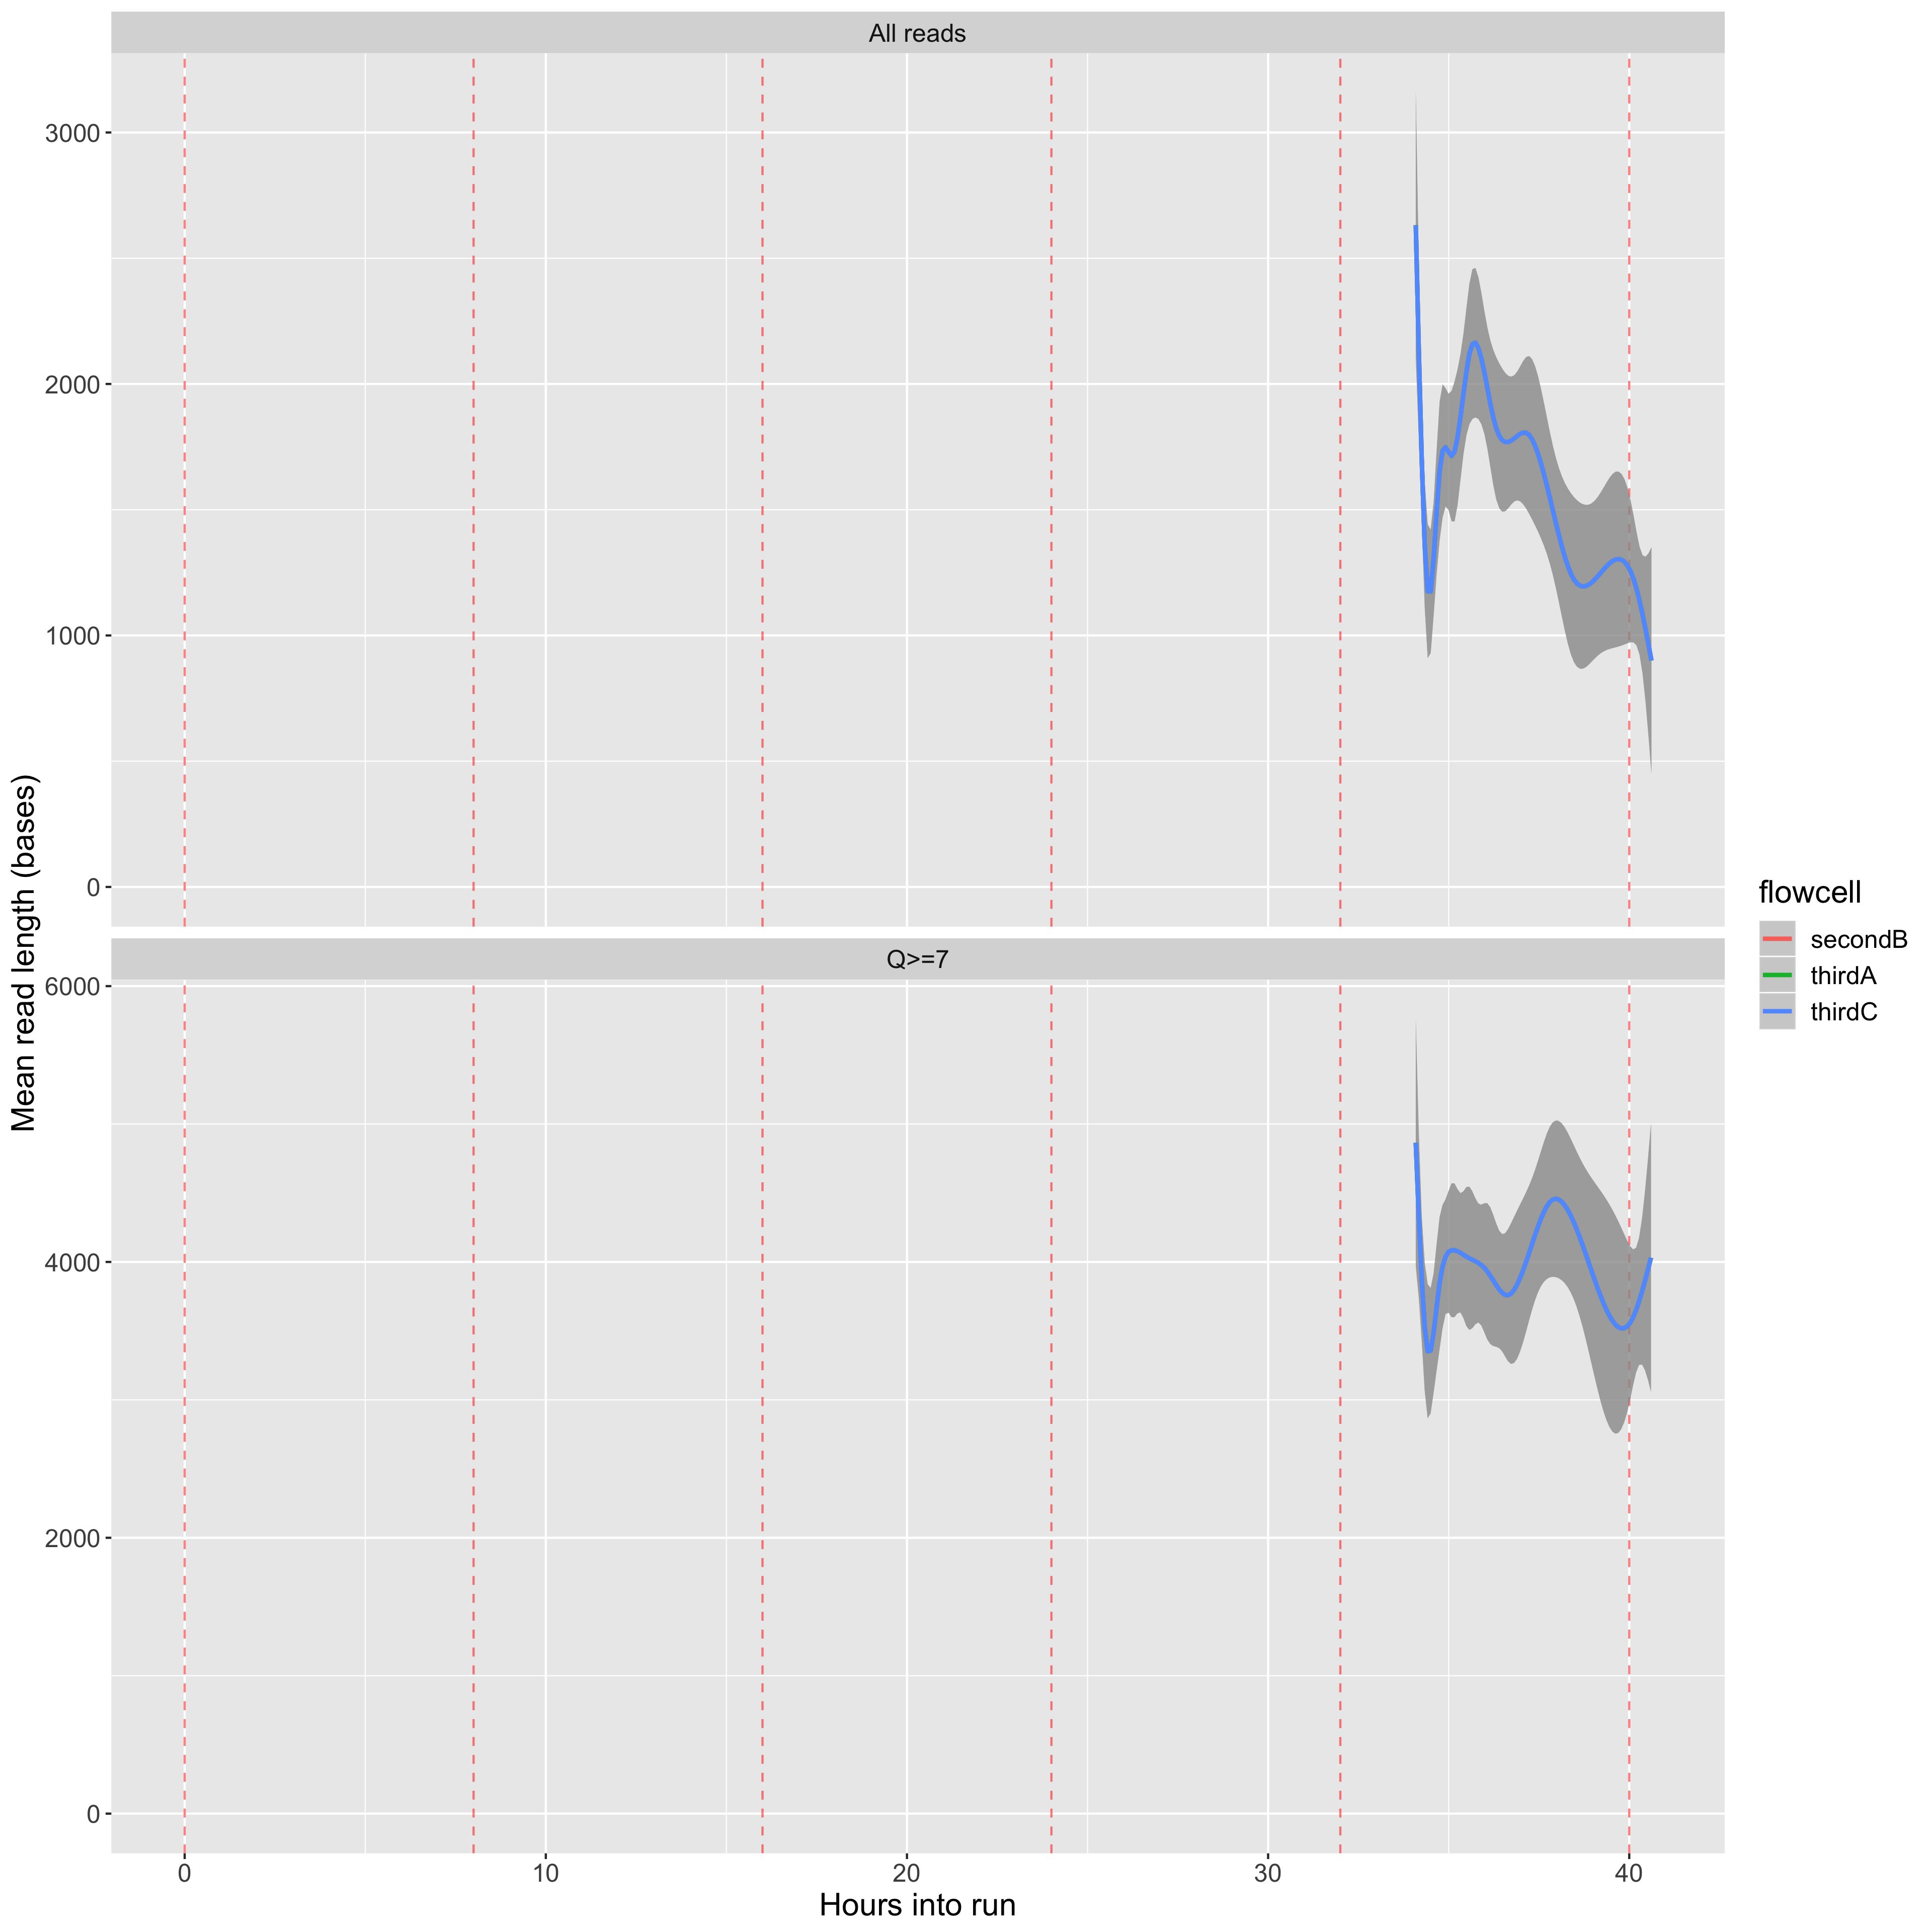 All reads
3000
2000
1000
0
Mean read length (bases)
Q>=7
6000
4000
2000
0
0 10 20 30 40
Hours into run
flowcell
secondB
thirdA
thirdC